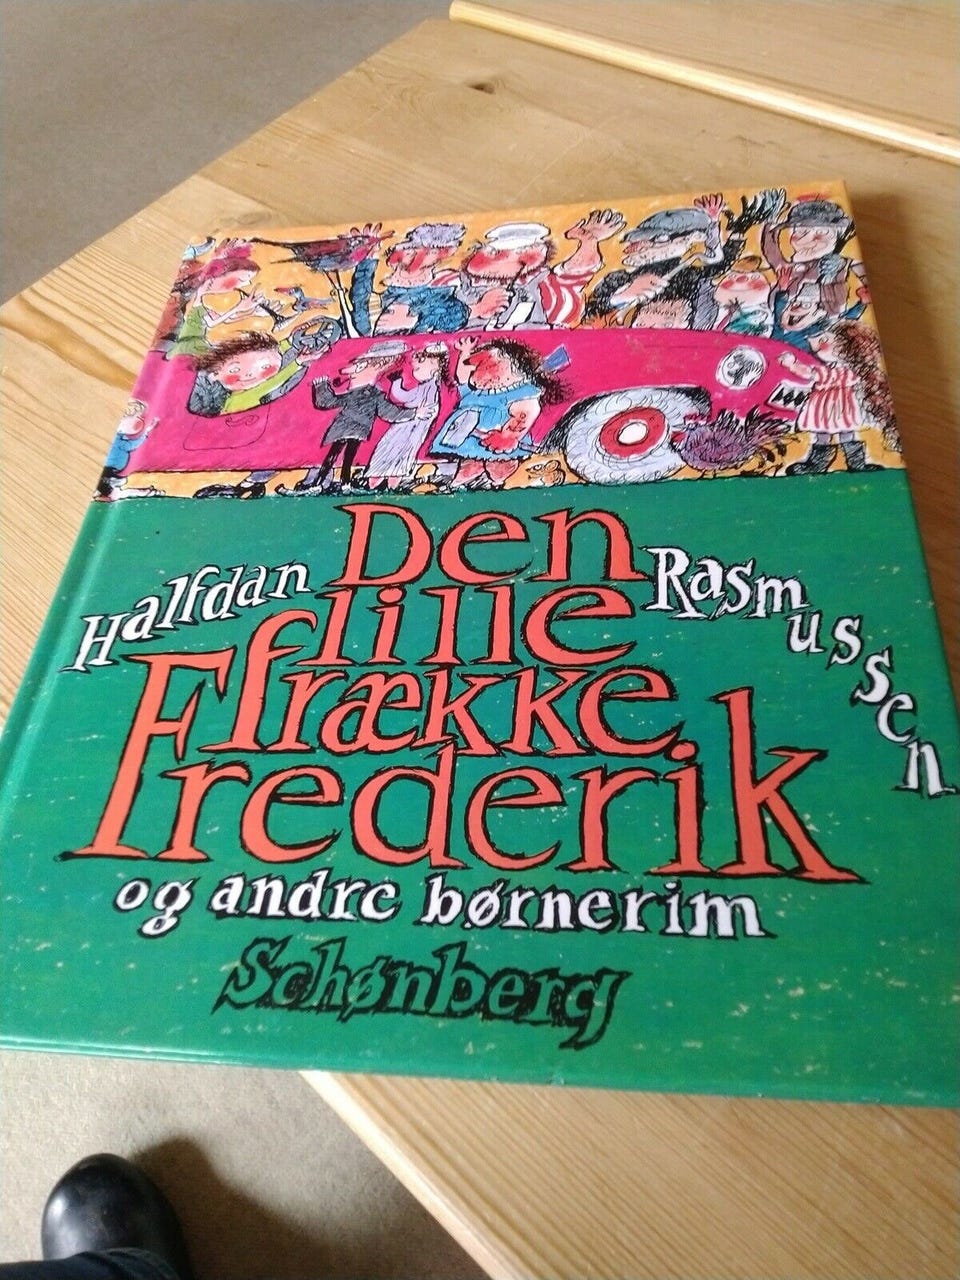 Den
Halfdan Rasmussen
lille
frække
Frederik
og andre børnerim
Schønberg